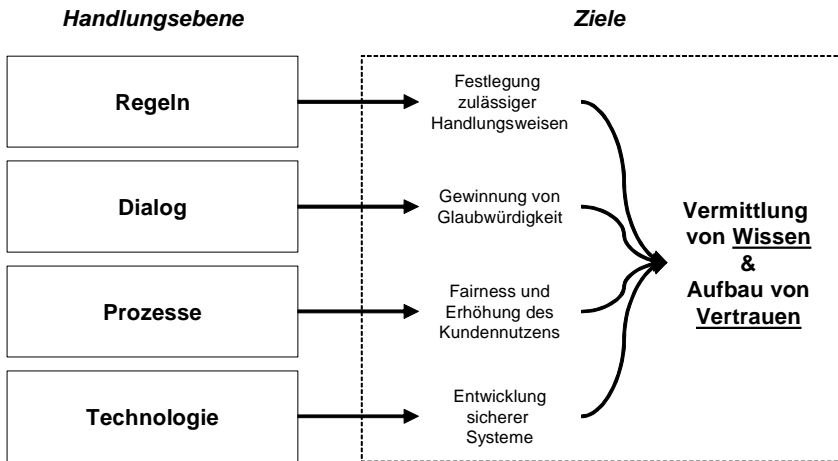 Handlungsebene
Ziele
Regeln
Festlegung
zulässiger
Handlungsweisen
Dialog
Gewinnung von
Glaubwürdigkeit
Prozesse
Fairness und
Erhöhung des
Kundennutzens
Technologie
Entwicklung
sicherer
Systeme
Vermittlung
von Wissen
&
Aufbau von
Vertrauen